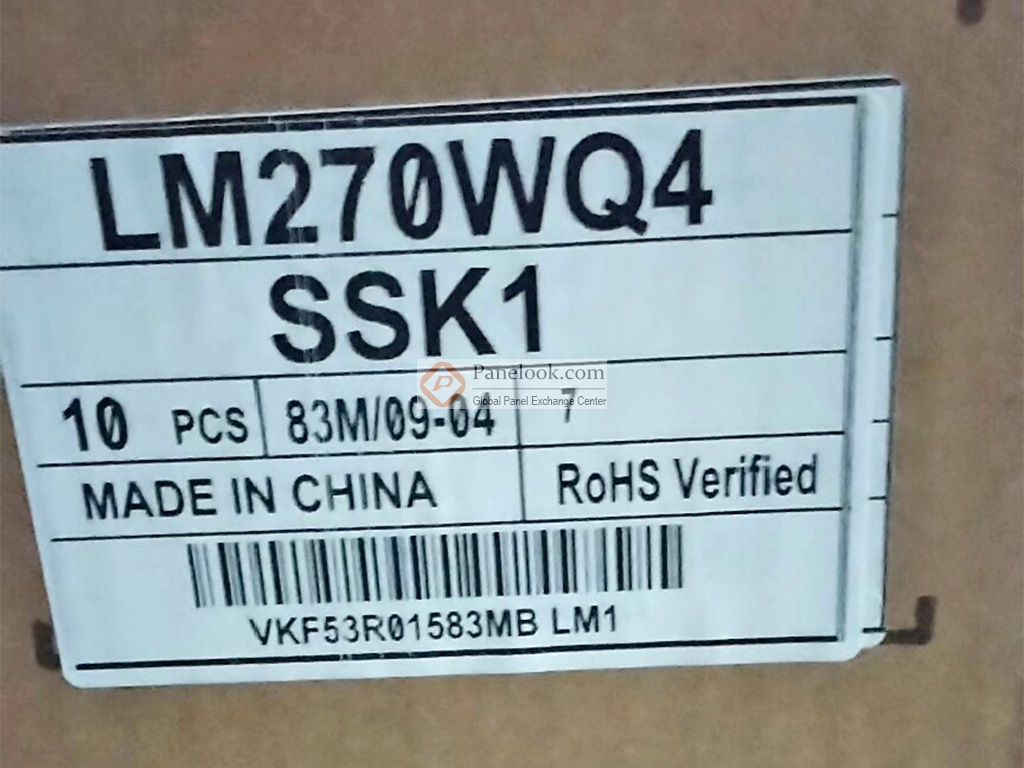 LM270WQ4
SSK1
10 PCS 83M/09-04 7
MADE IN CHINA RoHS Verified
VKF53R01583MB LM1
Panelook.com
Global Panel Exchange Center